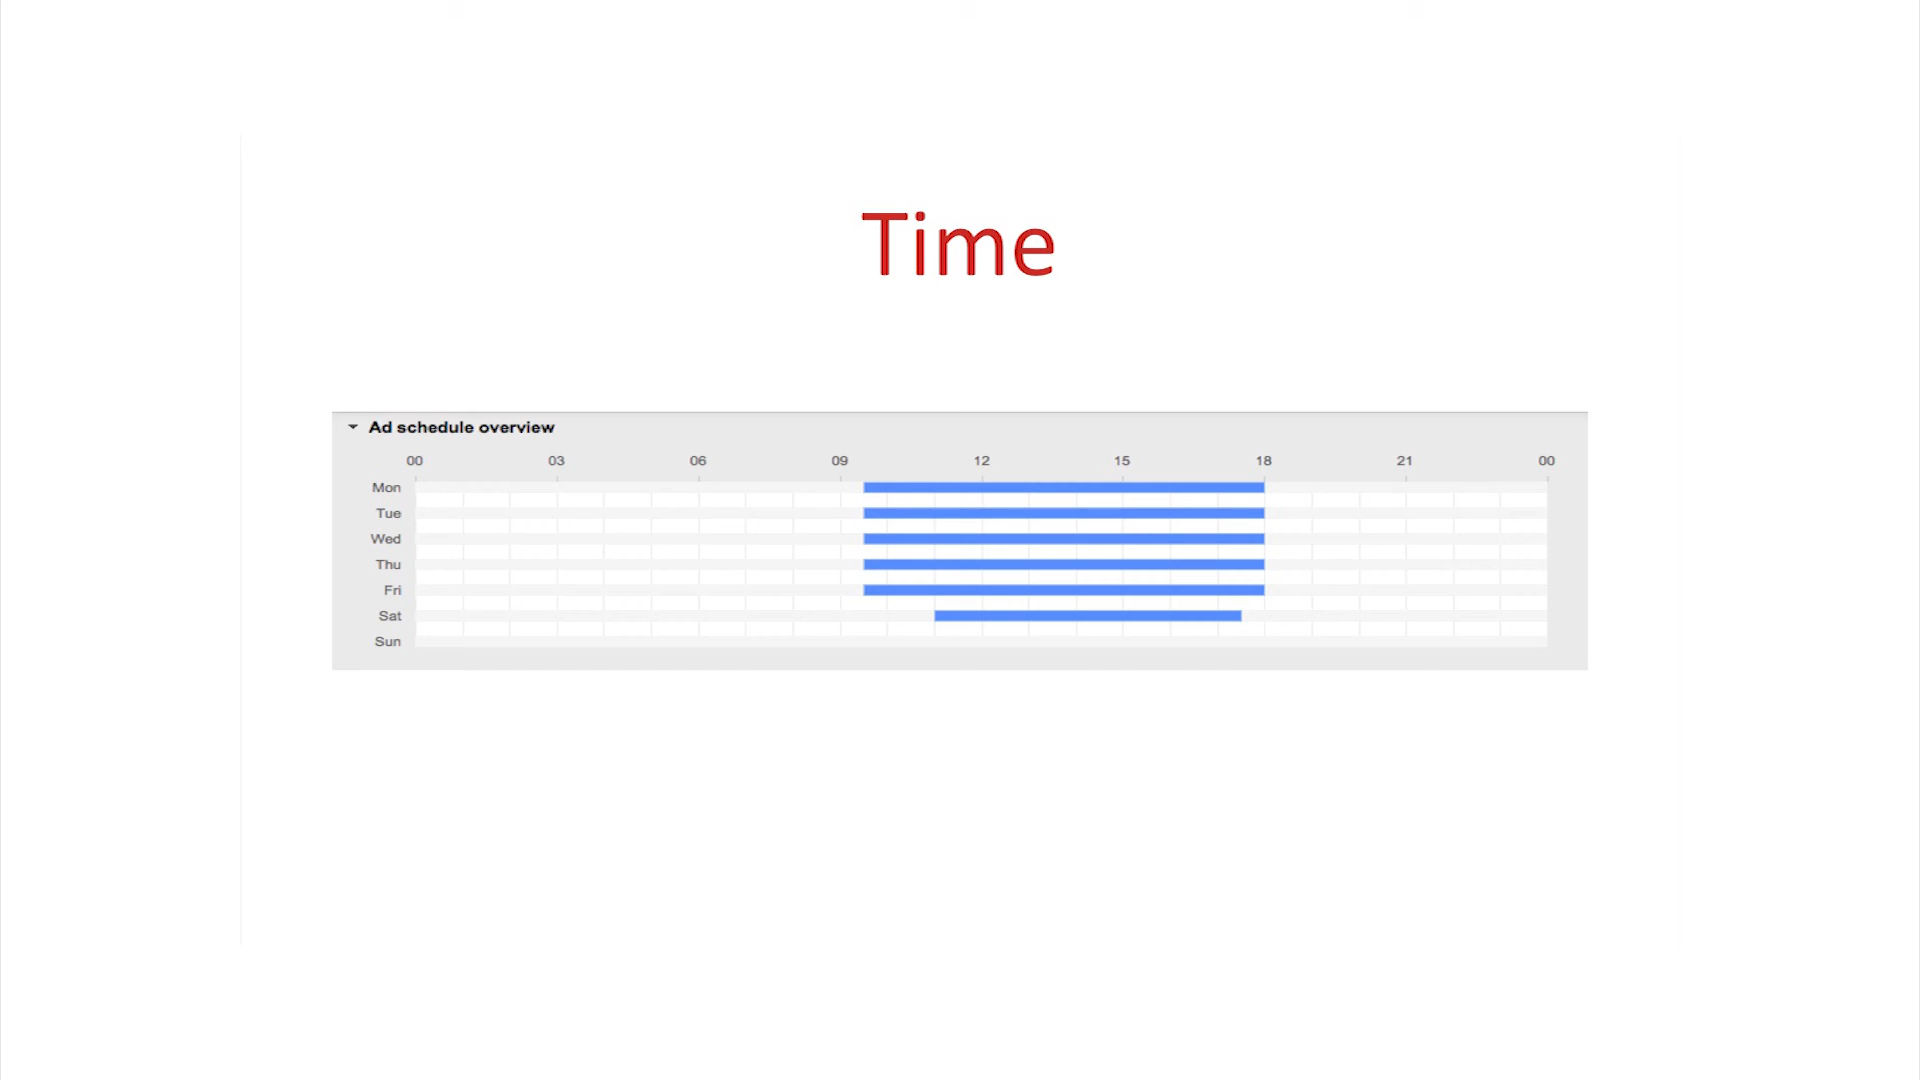 Time
Ad schedule overview
00 03 06 09 12 15 18 21 00
Mon
Tue
Wed
Thu
Fri
Sat
Sun